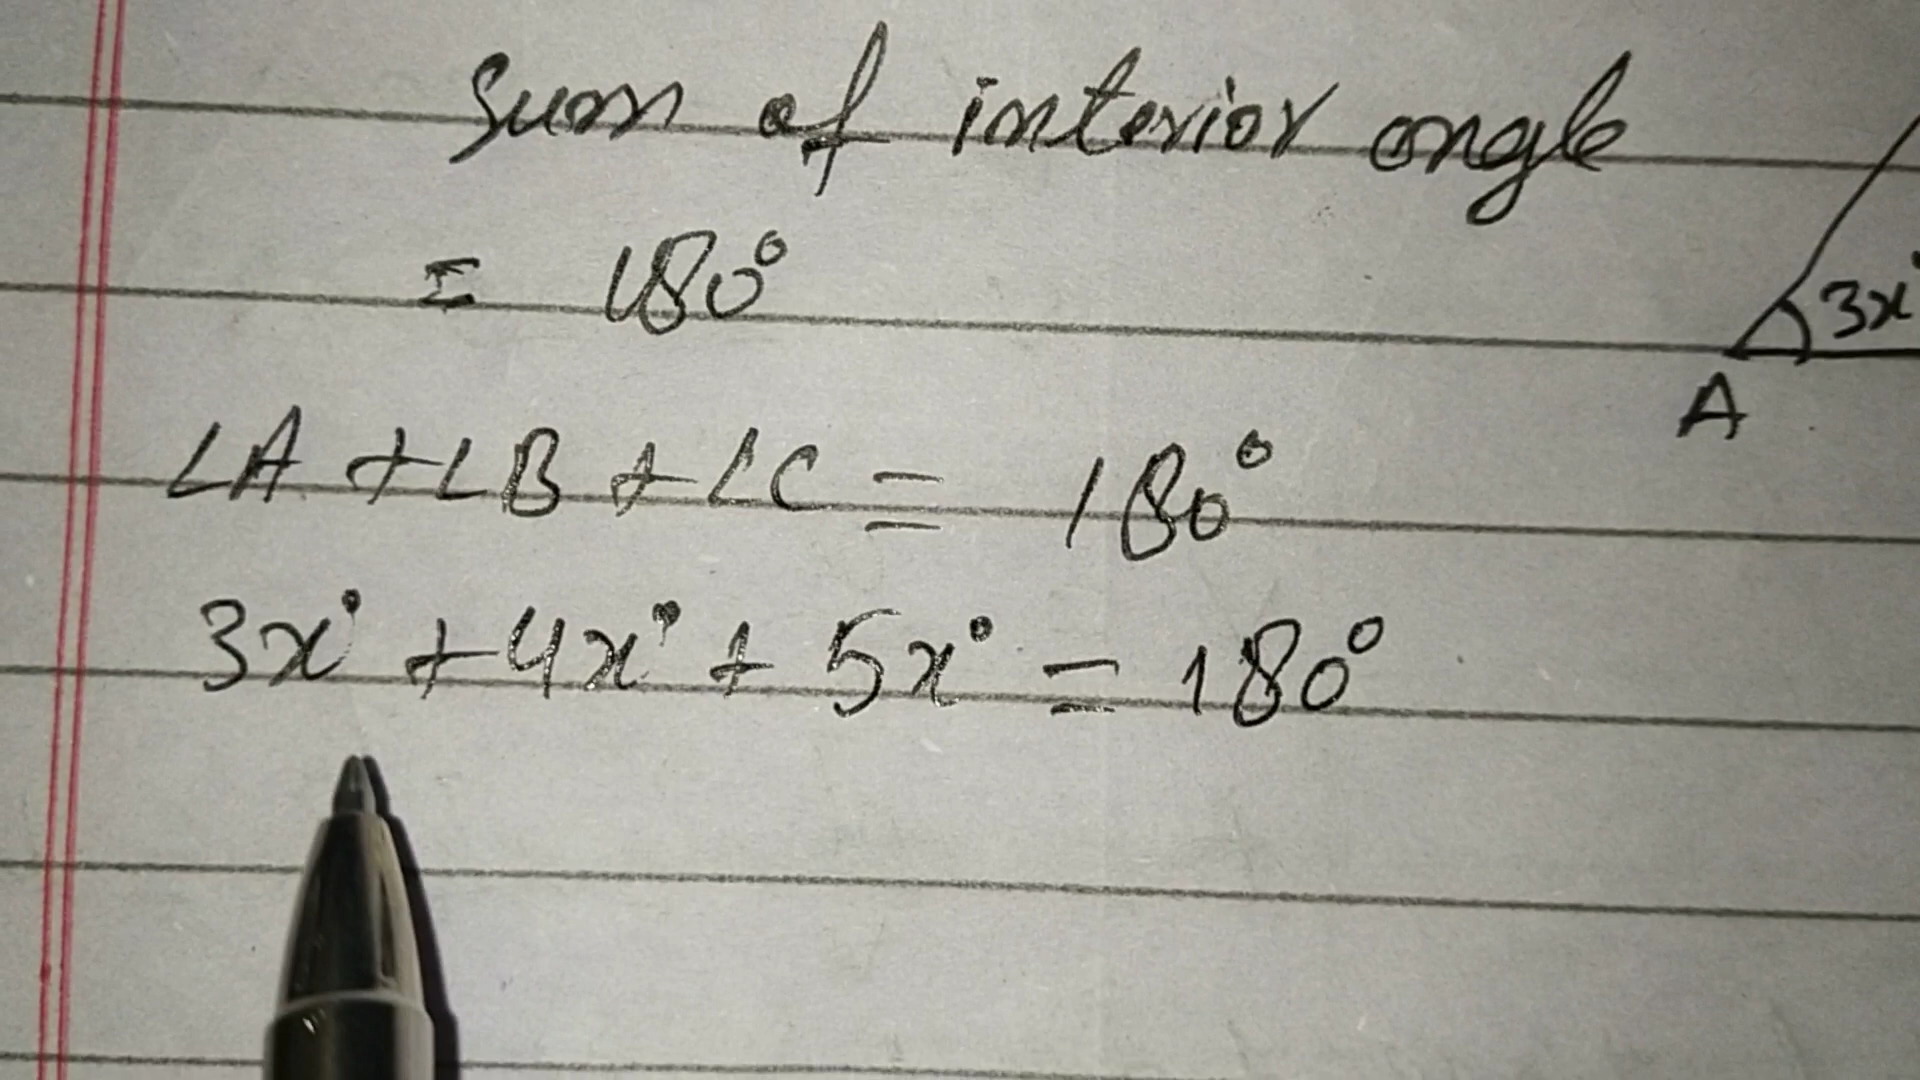 Sum of interior angle
= 180°
3x°
A
∠A + ∠B + ∠C = 180°
3x° + 4x° + 5x° = 180°